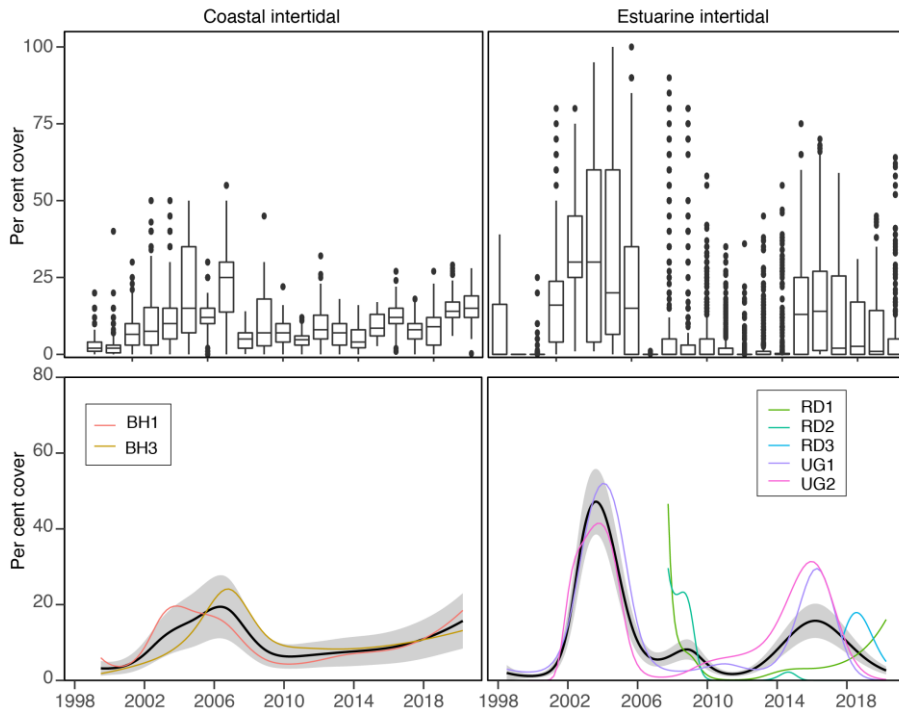 Coastal intertidal
Estuarine intertidal
Per cent cover
100
75
50
25
0
Per cent cover
80
60
40
20
0
BH1
BH3
RD1
RD2
RD3
UG1
UG2
1998 2002 2006 2010 2014 2018
1998 2002 2006 2010 2014 2018